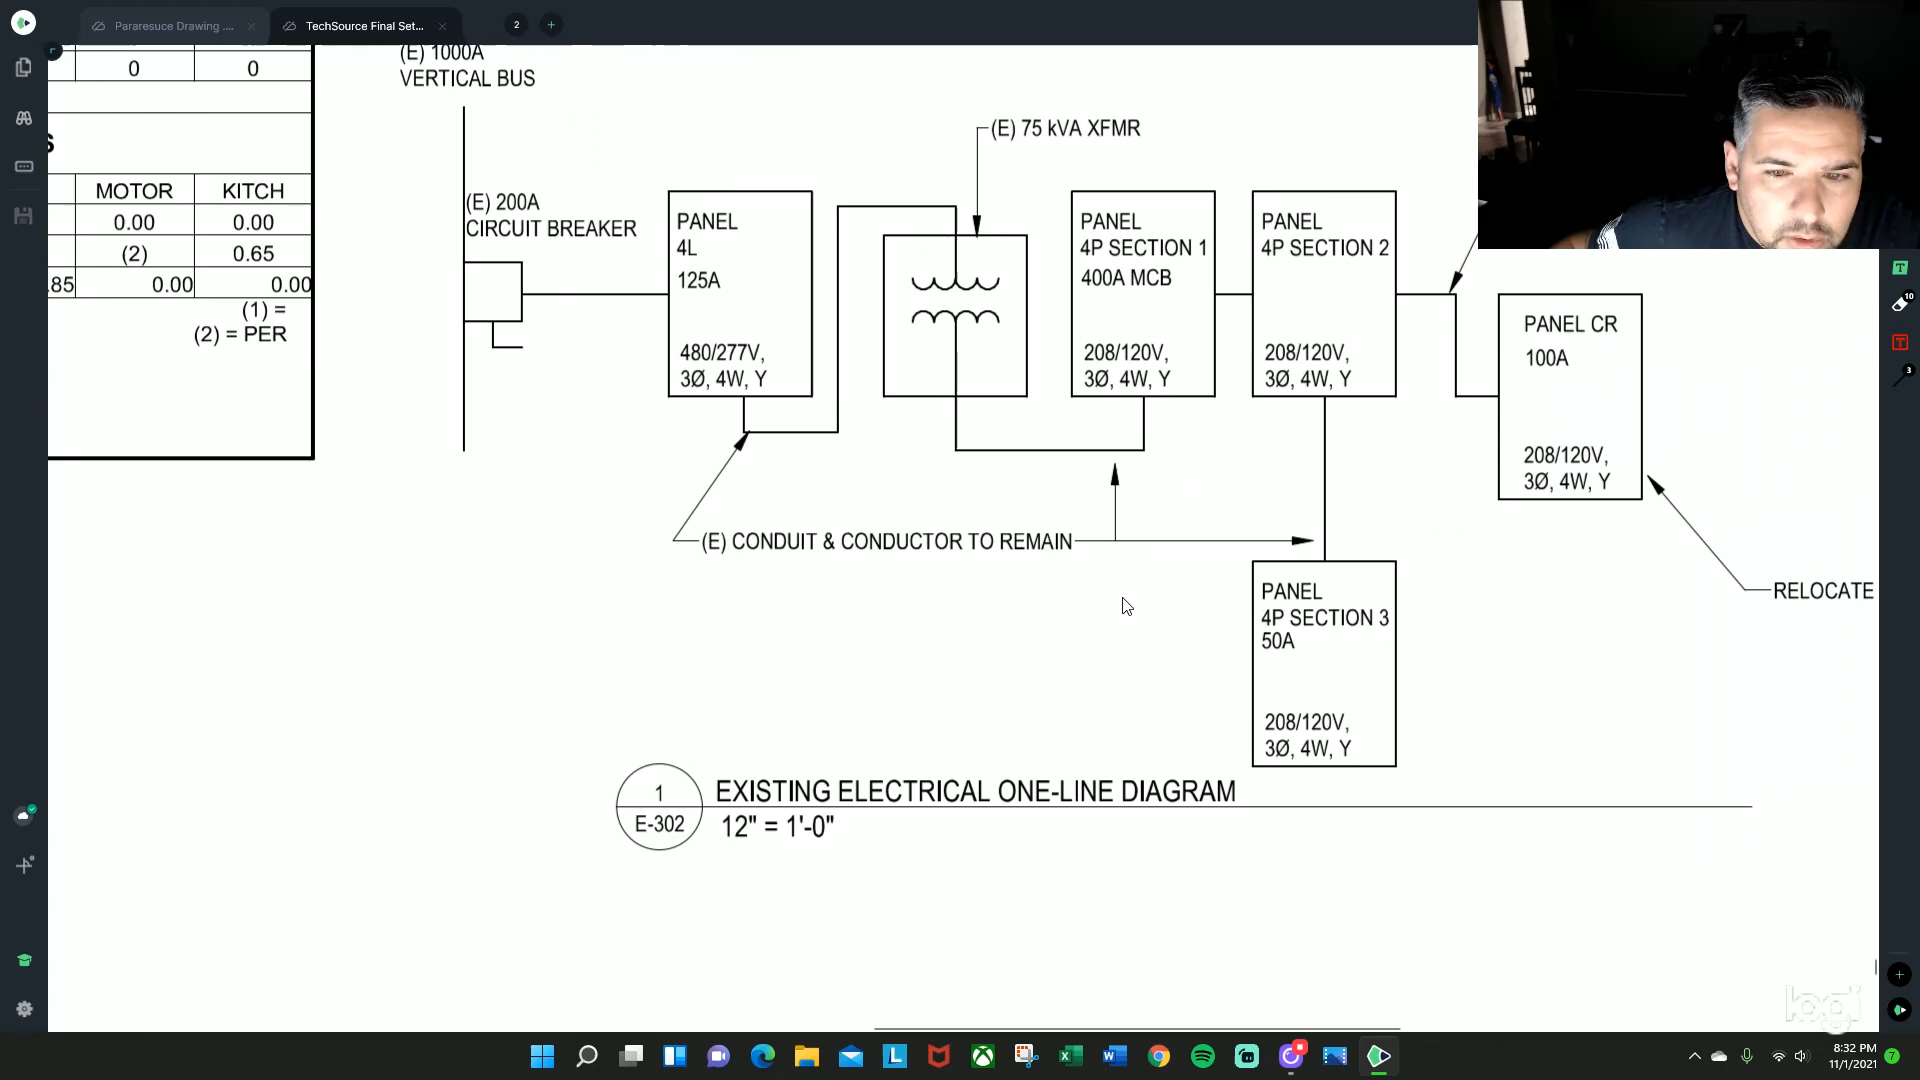 Pararesuce Drawing ....
TechSource Final Set...
2
0 0
S
MOTOR KITCH
0.00 0.00
(2) 0.65
.85 0.00 0.00
(1) =
(2) = PER
(E) 1000A
VERTICAL BUS
(E) 200A
CIRCUIT BREAKER
PANEL
4L
125A
480/277V,
3Ø, 4W, Y
(E) 75 kVA XFMR
PANEL
4P SECTION 1
400A MCB
208/120V,
3Ø, 4W, Y
PANEL
4P SECTION 2
208/120V,
3Ø, 4W, Y
PANEL CR
100A
208/120V,
3Ø, 4W, Y
(E) CONDUIT & CONDUCTOR TO REMAIN
RELOCATE
PANEL
4P SECTION 3
50A
208/120V,
3Ø, 4W, Y
1
E-302
EXISTING ELECTRICAL ONE-LINE DIAGRAM
12" = 1'-0"
T
10
T
3
logi
L
8:32 PM
11/1/2021
7